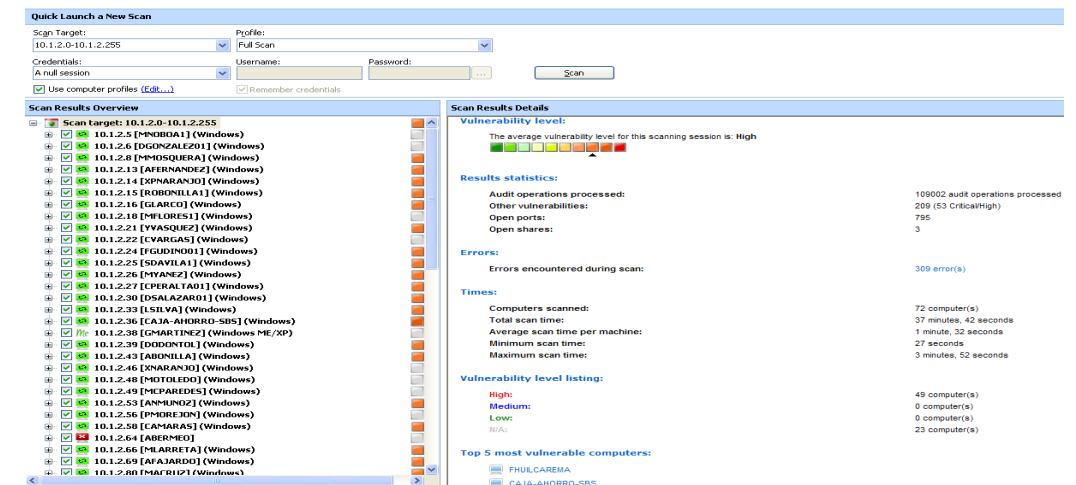 Quick Launch a New Scan
Scan Target:
Profile:
10.1.2.0-10.1.2.255
Full Scan
Credentials:
Username:
Password:
A null session
...
Scan
Use computer profiles (Edit...)
Remember credentials
Scan Results Overview
Scan target: 10.1.2.0-10.1.2.255
10.1.2.5 [MNOBOA1] (Windows)
10.1.2.6 [DGONZALEZ01] (Windows)
10.1.2.8 [MMOSQUERA] (Windows)
10.1.2.13 [AFERNANDEZ] (Windows)
10.1.2.14 [XPNARANJO] (Windows)
10.1.2.15 [ROBONILLA1] (Windows)
10.1.2.16 [GLARCO] (Windows)
10.1.2.18 [MFLORES1] (Windows)
10.1.2.21 [YVASQUEZ] (Windows)
10.1.2.22 [CVARGAS] (Windows)
10.1.2.24 [FGUDINO01] (Windows)
10.1.2.25 [SDAVILA1] (Windows)
10.1.2.26 [MYANEZ] (Windows)
10.1.2.27 [CPERALTA01] (Windows)
10.1.2.30 [DSALAZAR01] (Windows)
10.1.2.33 [LSILVA] (Windows)
10.1.2.36 [CAJA-AHORRO-SBS] (Windows)
Me 10.1.2.38 [GMARTINEZ] (Windows ME/XP)
10.1.2.39 [DODONTOL] (Windows)
10.1.2.43 [ABONILLA] (Windows)
10.1.2.46 [XNARANJO] (Windows)
10.1.2.48 [MOTOLEDO] (Windows)
10.1.2.49 [MCPAREDES] (Windows)
10.1.2.53 [ANMUNOZ] (Windows)
10.1.2.56 [PMOREJON] (Windows)
10.1.2.58 [CAMARAS] (Windows)
10.1.2.64 [ABERMEO]
10.1.2.66 [MLARRETA] (Windows)
10.1.2.69 [AFAJARDO] (Windows)
10.1.2.80 [MACRUZ] (Windows)
Scan Results Details
Vulnerability level:
The average vulnerability level for this scanning session is: High
Results statistics:
Audit operations processed: 109002 audit operations processed
Other vulnerabilities: 209 (53 Critical/High)
Open ports: 795
Open shares: 3
Errors:
Errors encountered during scan: 309 error(s)
Times:
Computers scanned: 72 computer(s)
Total scan time: 37 minutes, 42 seconds
Average scan time per machine: 1 minute, 32 seconds
Minimum scan time: 27 seconds
Maximum scan time: 3 minutes, 52 seconds
Vulnerability level listing:
High: 49 computer(s)
Medium: 0 computer(s)
Low: 0 computer(s)
N/A: 23 computer(s)
Top 5 most vulnerable computers:
FHUILCAREMA
CAJA-AHORRO-SBS